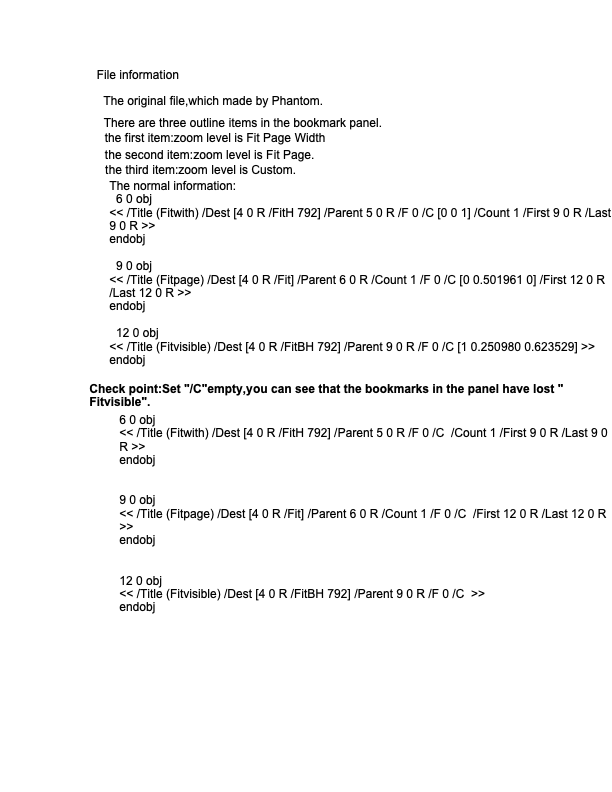 File information
The original file,which made by Phantom.
There are three outline items in the bookmark panel.
the first item:zoom level is Fit Page Width
the second item:zoom level is Fit Page.
the third item:zoom level is Custom.
The normal information:
6 0 obj
<< /Title (Fitwith) /Dest [4 0 R /FitH 792] /Parent 5 0 R /F 0 /C [0 0 1] /Count 1 /First 9 0 R /Last
9 0 R >>
endobj
9 0 obj
<< /Title (Fitpage) /Dest [4 0 R /Fit] /Parent 6 0 R /Count 1 /F 0 /C [0 0.501961 0] /First 12 0 R
/Last 12 0 R >>
endobj
12 0 obj
<< /Title (Fitvisible) /Dest [4 0 R /FitBH 792] /Parent 9 0 R /F 0 /C [1 0.250980 0.623529] >>
endobj
Check point:Set "/C"empty,you can see that the bookmarks in the panel have lost "
Fitvisible".
6 0 obj
<< /Title (Fitwith) /Dest [4 0 R /FitH 792] /Parent 5 0 R /F 0 /C  /Count 1 /First 9 0 R /Last 9 0
R >>
endobj
9 0 obj
<< /Title (Fitpage) /Dest [4 0 R /Fit] /Parent 6 0 R /Count 1 /F 0 /C  /First 12 0 R /Last 12 0 R
>>
endobj
12 0 obj
<< /Title (Fitvisible) /Dest [4 0 R /FitBH 792] /Parent 9 0 R /F 0 /C  >>
endobj